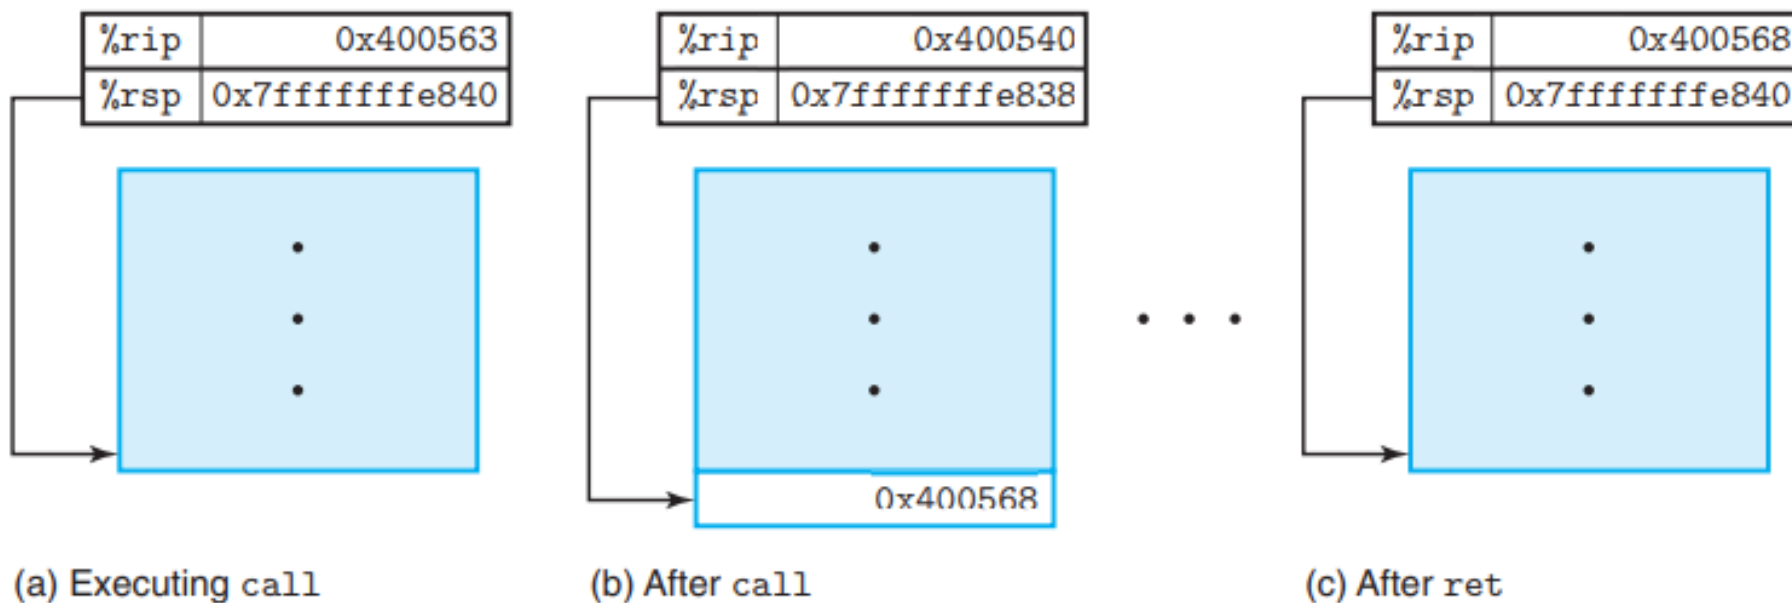 %rip 0x400563
%rsp 0x7fffffffe840
(a) Executing call
%rip 0x400540
%rsp 0x7fffffffe838
0x400568
(b) After call
%rip 0x400568
%rsp 0x7fffffffe840
(c) After ret